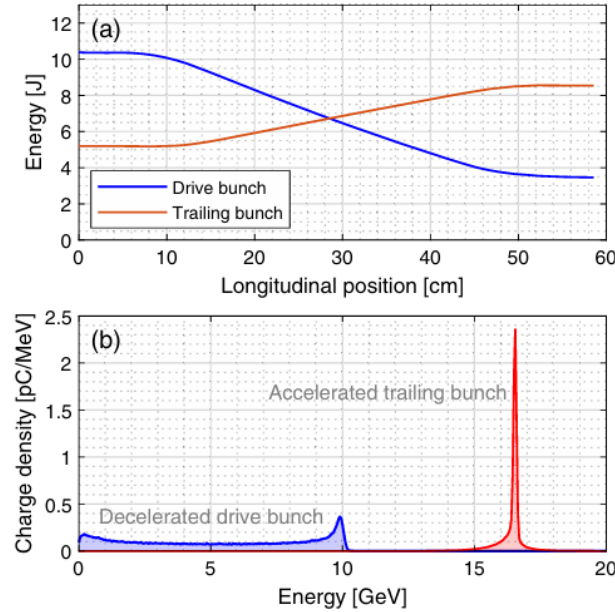 (a)
Energy [J]
12
10
8
6
4
2
0
Drive bunch
Trailing bunch
0 10 20 30 40 50 60
Longitudinal position [cm]
(b)
Charge density [pC/MeV]
2.5
2
1.5
1
0.5
0
Accelerated trailing bunch
Decelerated drive bunch
0 5 10 15 20
Energy [GeV]